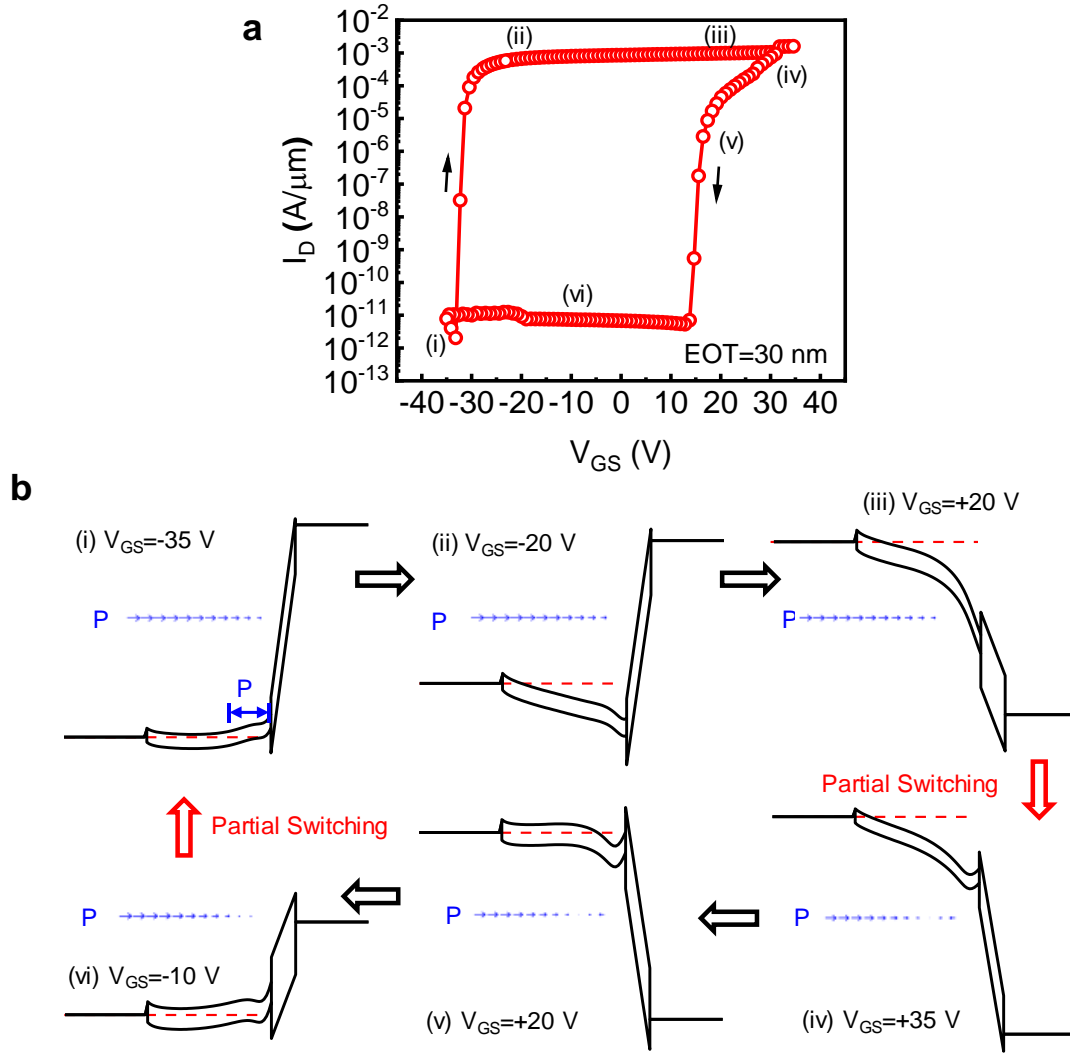 a
10⁻²
10⁻³
10⁻⁴
10⁻⁵
10⁻⁶
10⁻⁷
10⁻⁸
10⁻⁹
10⁻¹⁰
10⁻¹¹
10⁻¹²
10⁻¹³
I_D (A/μm)
(ii)
(iii)
(iv)
(v)
(vi)
(i)
EOT=30 nm
-40 -30 -20 -10 0 10 20 30 40
V_GS (V)
b
(i) V_GS=-35 V
P
P
(ii) V_GS=-20 V
P
(iii) V_GS=+20 V
P
Partial Switching
Partial Switching
P
(vi) V_GS=-10 V
P
(v) V_GS=+20 V
P
(iv) V_GS=+35 V